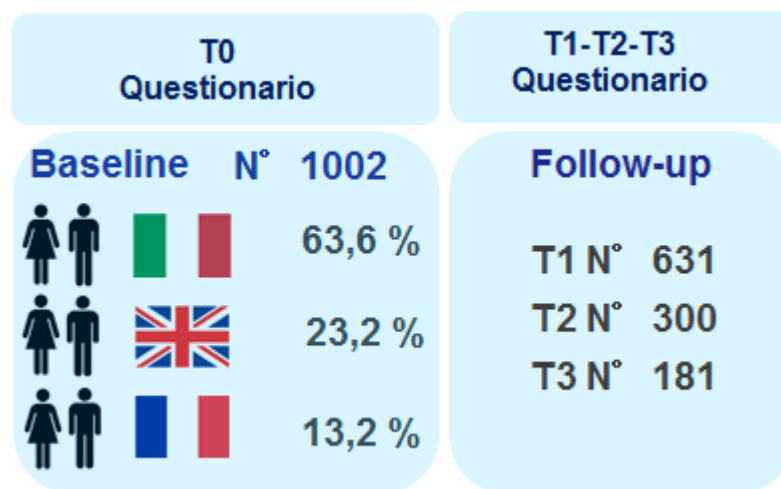 T0
Questionario
T1-T2-T3
Questionario
Baseline N° 1002
63,6 %
23,2 %
13,2 %
Follow-up
T1 N° 631
T2 N° 300
T3 N° 181